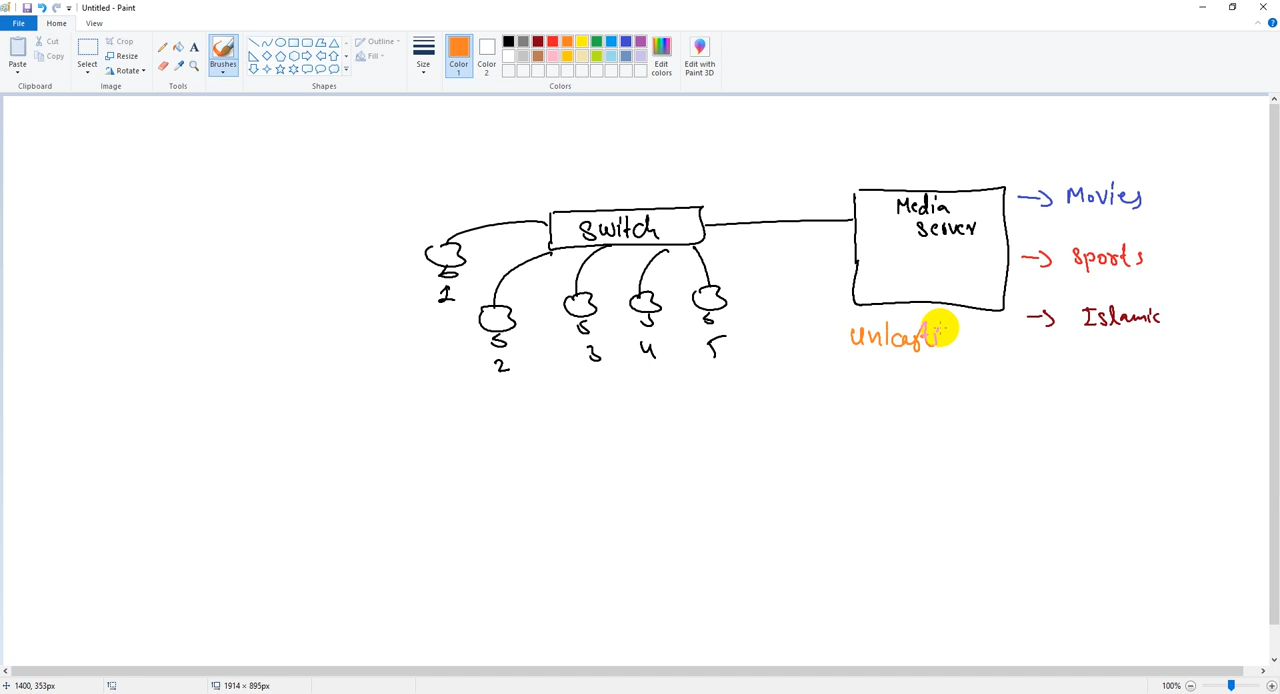 Untitled - Paint
File Home View
Paste
Cut
Copy
Clipboard
Select
Crop
Resize
Rotate
Image
A
Tools
Brushes
Outline
Fill
Shapes
Size
Color 1
Color 2
Edit colors
Colors
Edit with Paint 3D
Movies
Media
Server
Switch
Sports
Islamic
1
2
3
4
5
1400, 353px
1914 × 895px
100%